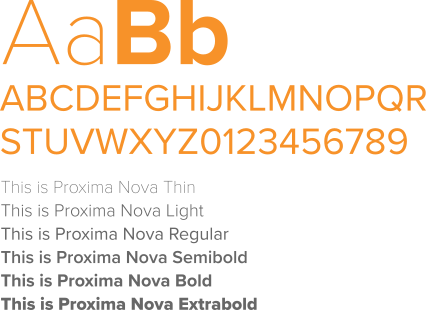 AaBb
ABCDEFGHIJKLMNOPQR
STUVWXYZ0123456789
This is Proxima Nova Thin
This is Proxima Nova Light
This is Proxima Nova Regular
This is Proxima Nova Semibold
This is Proxima Nova Bold
This is Proxima Nova Extrabold